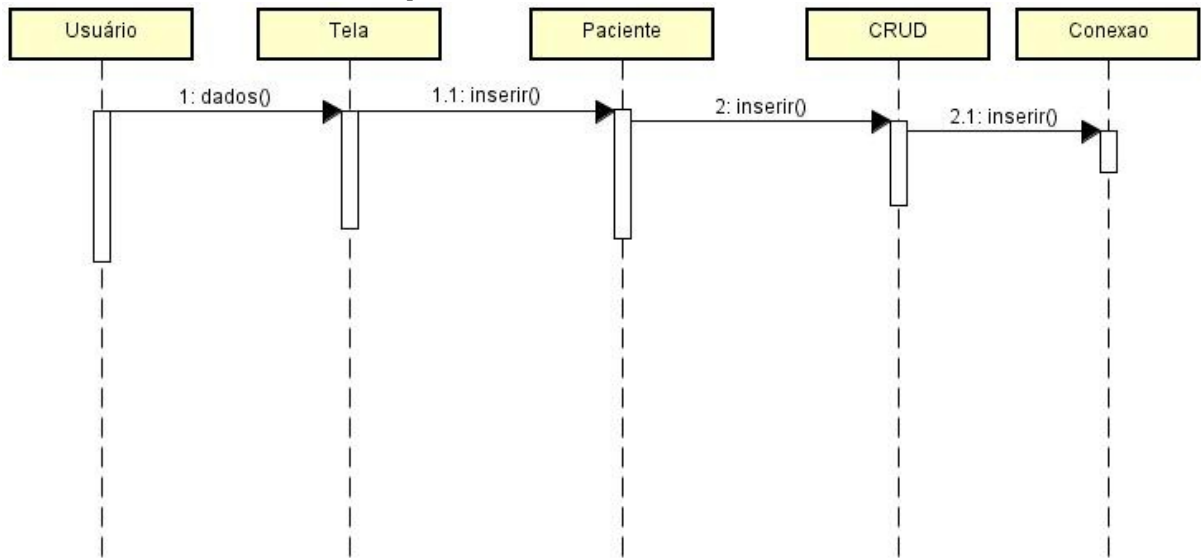 Usuário
Tela
Paciente
CRUD
Conexao
1: dados()
1.1: inserir()
2: inserir()
2.1: inserir()